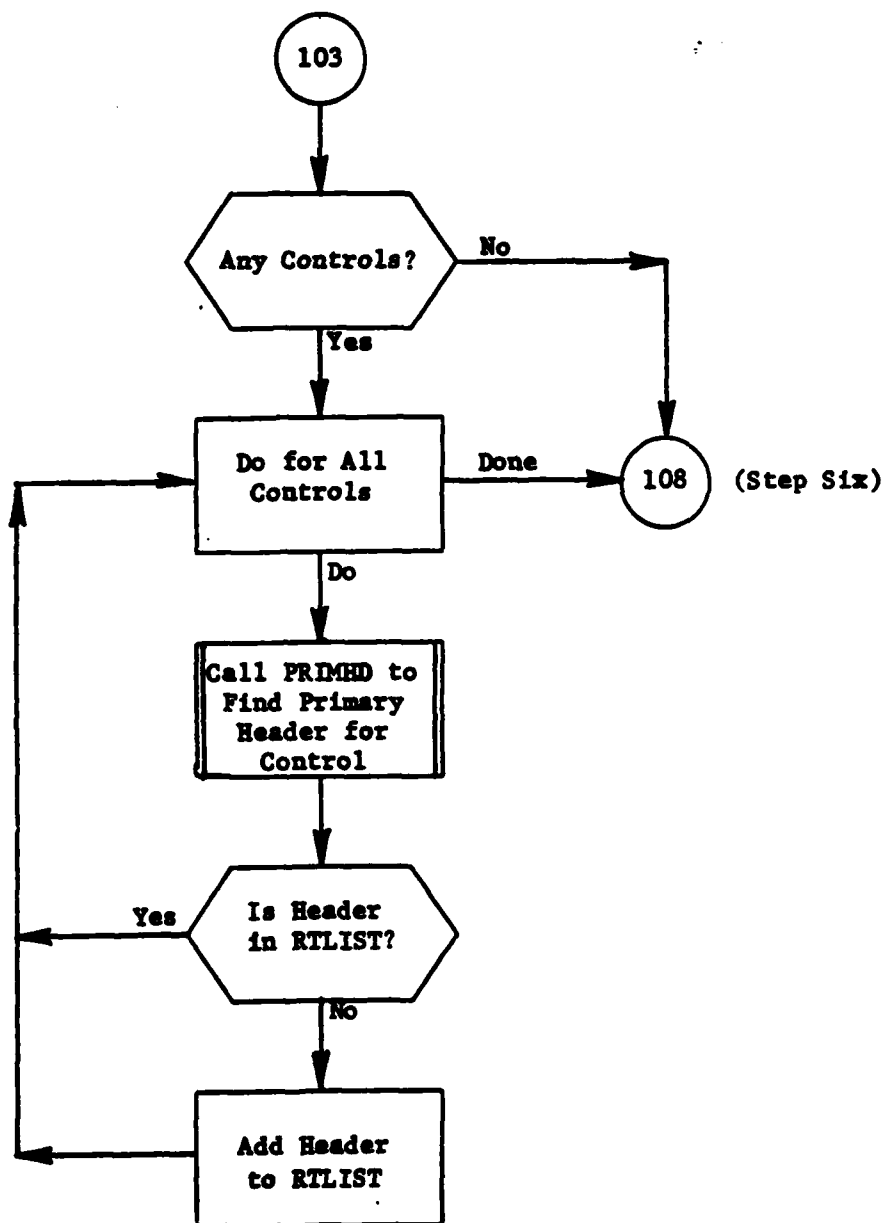 103
Any Controls?
No
Yes
Do for All
Controls
Done
108
(Step Six)
Do
Call PRIMHD to
Find Primary
Header for
Control
Is Header
in RTLIST?
Yes
No
Add Header
to RTLIST